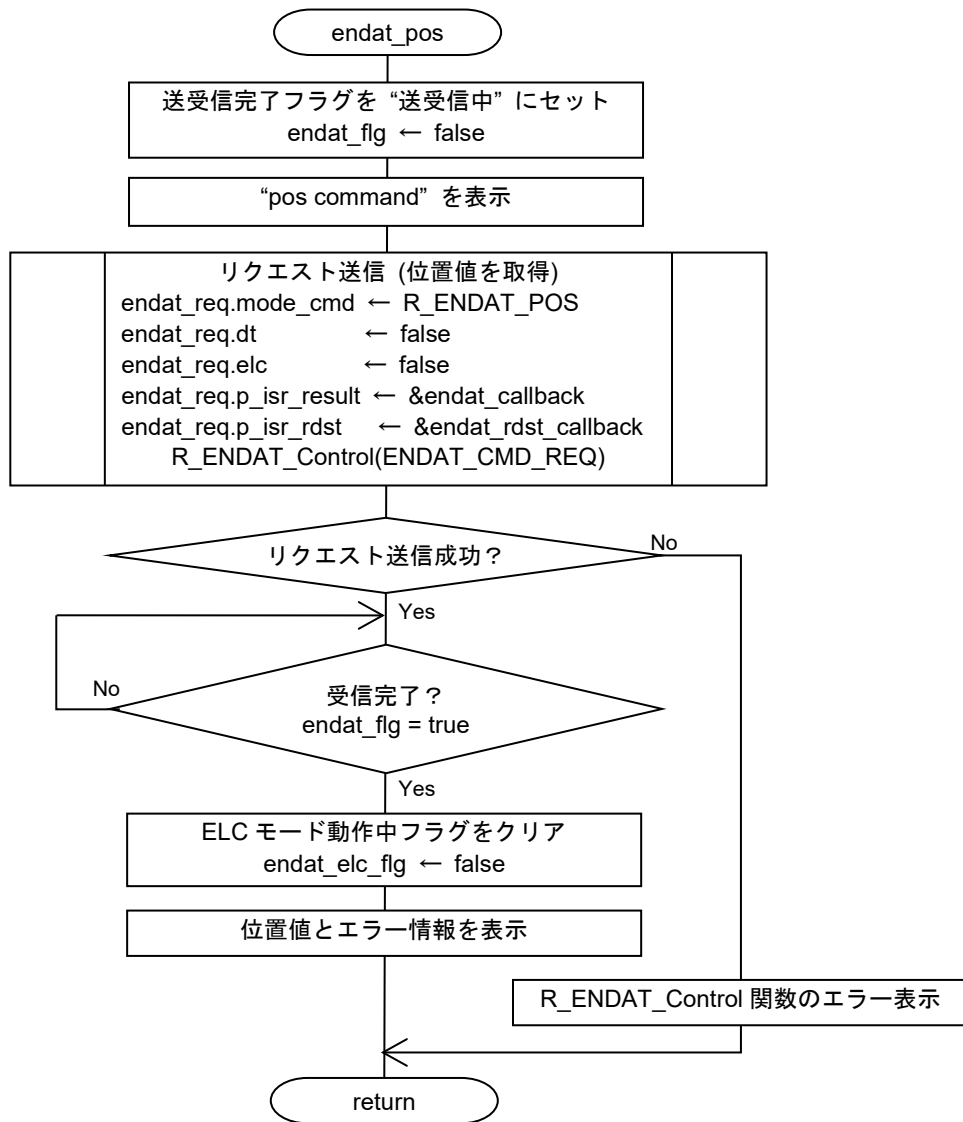 endat_pos
送受信完了フラグを “送受信中” にセット
endat_flg ← false
“pos command” を表示
リクエスト送信 (位置値を取得)
endat_req.mode_cmd ← R_ENDAT_POS
endat_req.dt ← false
endat_req.elc ← false
endat_req.p_isr_result ← &endat_callback
endat_req.p_isr_rdst ← &endat_rdst_callback
R_ENDAT_Control(ENDAT_CMD_REQ)
リクエスト送信成功？
No
Yes
No
受信完了？
endat_flg = true
Yes
ELC モード動作中フラグをクリア
endat_elc_flg ← false
位置値とエラー情報を表示
R_ENDAT_Control 関数のエラー表示
return